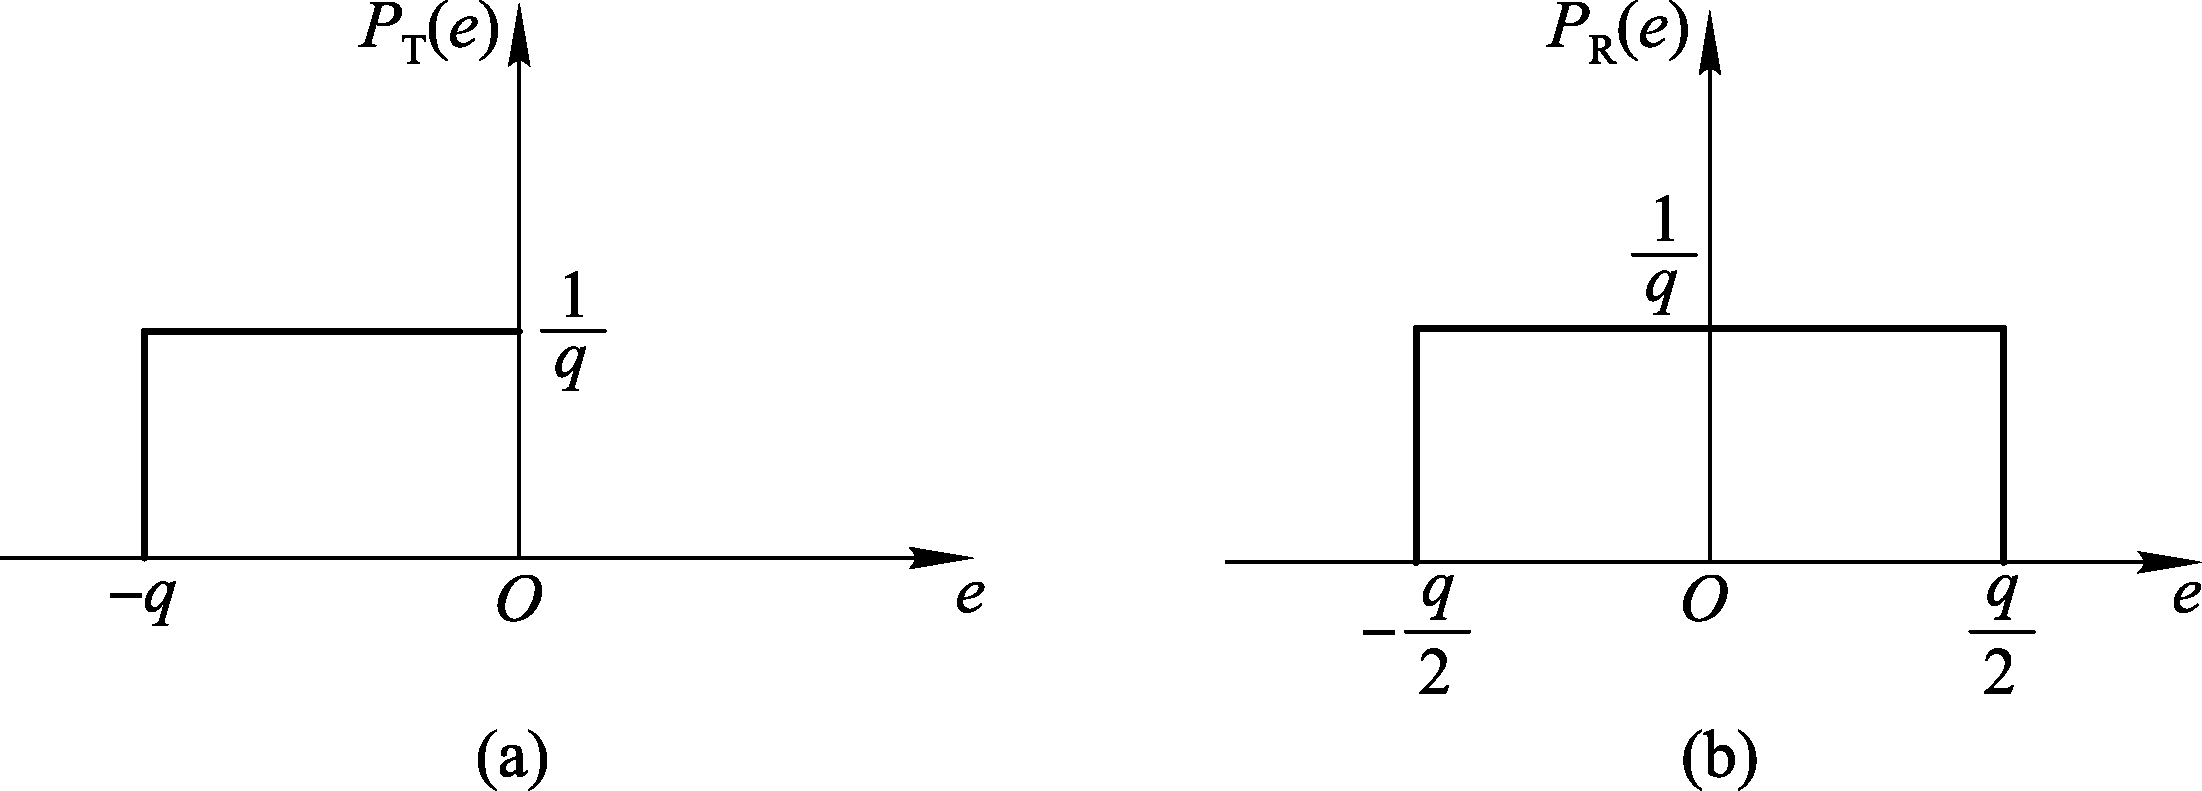 P_T(e)
1/q
-q
O
e
(a)
P_R(e)
1/q
-q/2
O
q/2
e
(b)